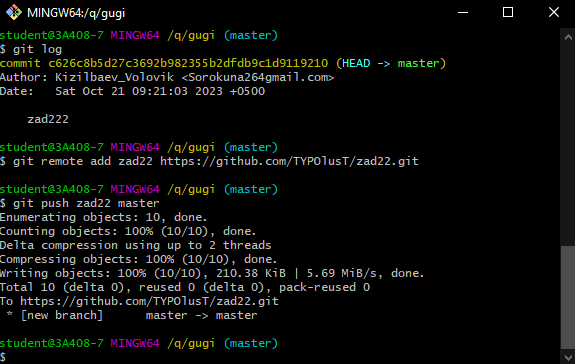 MINGW64:/q/gugi
student@3A408-7 MINGW64 /q/gugi (master)
$ git log
commit c626c8b5d27c3692b982355b2dfdb9c1d9119210 (HEAD -> master)
Author: Kizilbaev_Volovik <Sorokuna264gmail.com>
Date:   Sat Oct 21 09:21:03 2023 +0500
    zad222
student@3A408-7 MINGW64 /q/gugi (master)
$ git remote add zad22 https://github.com/TYPOlusT/zad22.git
student@3A408-7 MINGW64 /q/gugi (master)
$ git push zad22 master
Enumerating objects: 10, done.
Counting objects: 100% (10/10), done.
Delta compression using up to 2 threads
Compressing objects: 100% (10/10), done.
Writing objects: 100% (10/10), 210.38 KiB | 5.69 MiB/s, done.
Total 10 (delta 0), reused 0 (delta 0), pack-reused 0
To https://github.com/TYPOlusT/zad22.git
 * [new branch]      master -> master
student@3A408-7 MINGW64 /q/gugi (master)
$